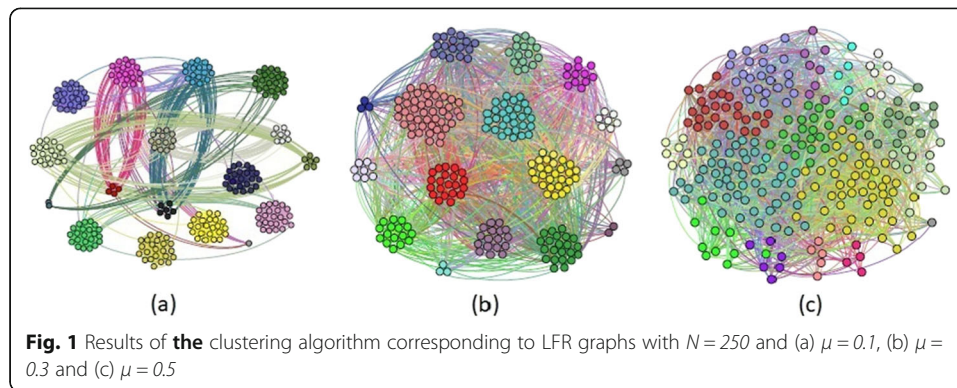 (a) (b) (c)
Fig. 1 Results of the clustering algorithm corresponding to LFR graphs with N = 250 and (a) μ = 0.1, (b) μ =
0.3 and (c) μ = 0.5